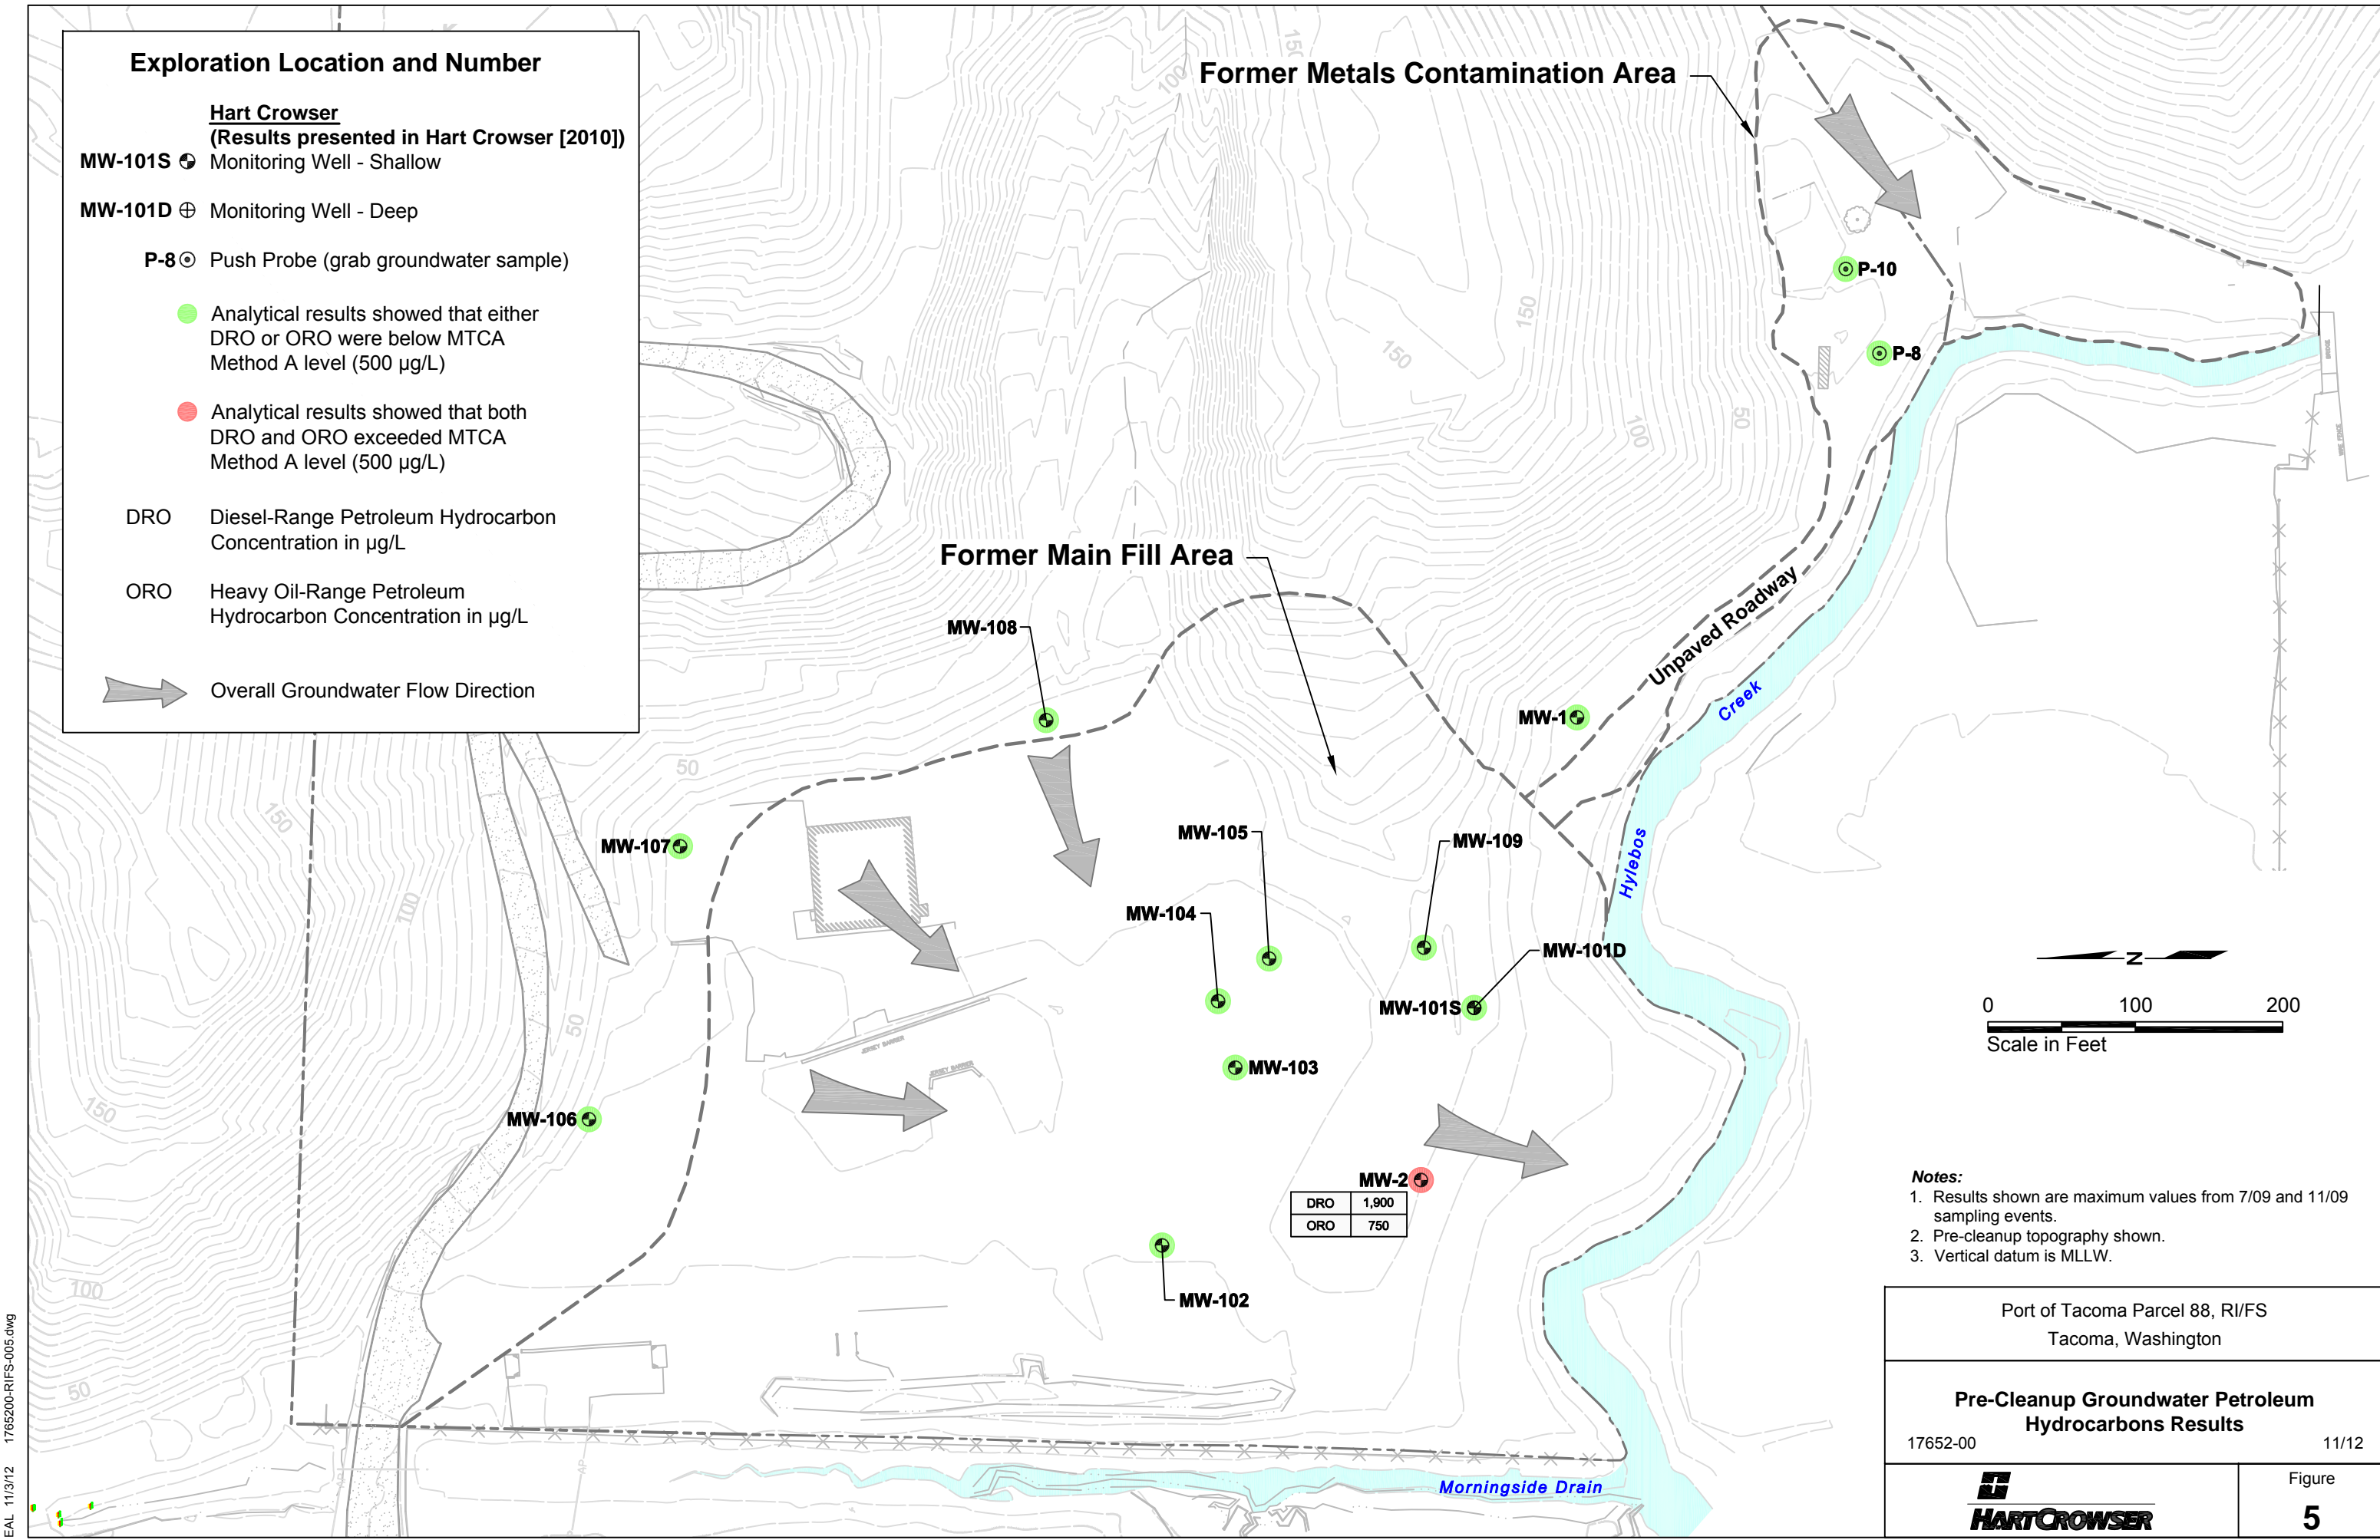 Exploration Location and Number
Hart Crowser
(Results presented in Hart Crowser [2010])
MW-101S Monitoring Well - Shallow
MW-101D Monitoring Well - Deep
P-8 Push Probe (grab groundwater sample)
Analytical results showed that either
DRO or ORO were below MTCA
Method A level (500 µg/L)
Analytical results showed that both
DRO and ORO exceeded MTCA
Method A level (500 µg/L)
DRO Diesel-Range Petroleum Hydrocarbon
Concentration in µg/L
ORO Heavy Oil-Range Petroleum
Hydrocarbon Concentration in µg/L
Overall Groundwater Flow Direction
Former Metals Contamination Area
150
100
P-10
P-8
BRIDGE
WIRE FENCE
150
150
100
50
Former Main Fill Area
Unpaved Roadway
MW-108
MW-1
Creek
50
150
MW-107
MW-105
MW-109
Hylebos
100
MW-104
MW-101D
MW-101S
N
0 100 200
Scale in Feet
50
JERSEY BARRIER
JERSEY BARRIER
MW-103
150
MW-106
MW-2
DRO 1,900
ORO 750
Notes:
1. Results shown are maximum values from 7/09 and 11/09
sampling events.
2. Pre-cleanup topography shown.
3. Vertical datum is MLLW.
100
MW-102
50
Port of Tacoma Parcel 88, RI/FS
Tacoma, Washington
Pre-Cleanup Groundwater Petroleum
Hydrocarbons Results
17652-00 11/12
AP
AP
Morningside Drain
HARTCROWSER
Figure
5
EAL 11/3/12 1765200-RIFS-005.dwg